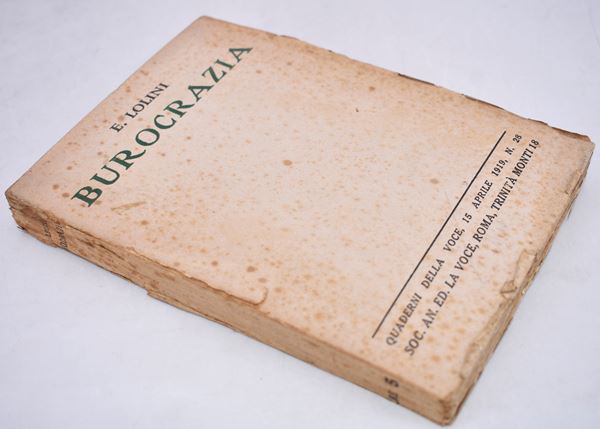 E. LOLINI
BUROCRAZIA
QUADERNI DELLA VOCE, 15 APRILE 1919, N. 28
SOC. AN. ED. LA VOCE, ROMA, TRINITÀ MONTI 18